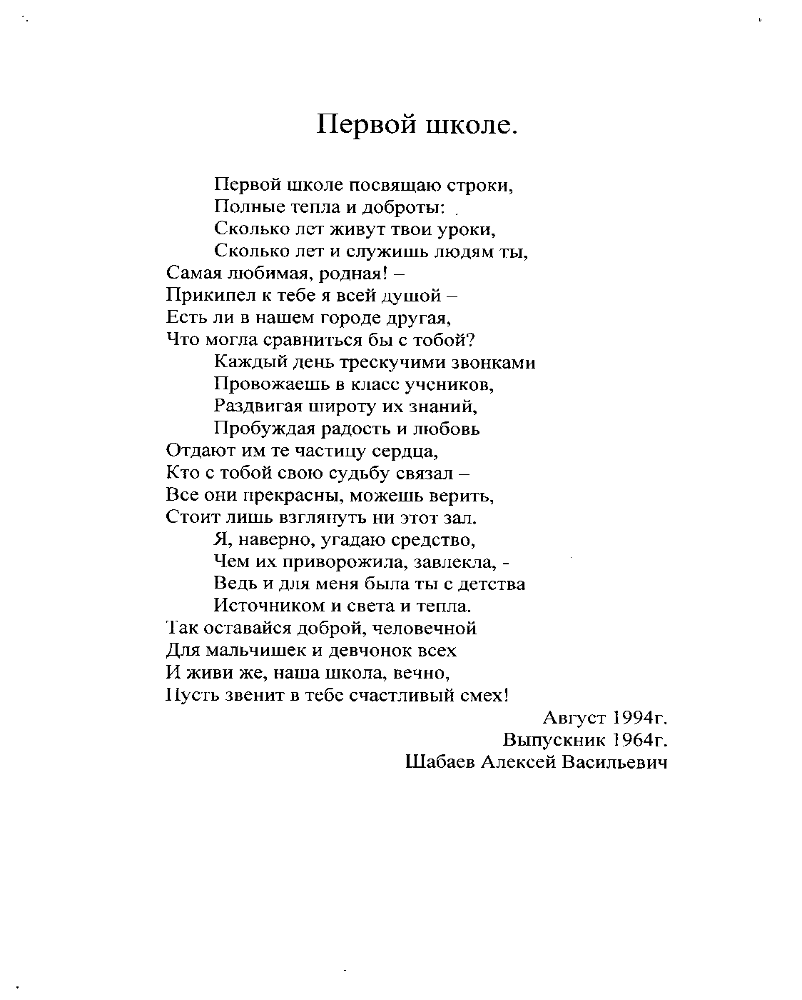 Первой школе.
Первой школе посвящаю строки,
Полные тепла и доброты:
Сколько лет живут твои уроки,
Сколько лет и служишь людям ты,
Самая любимая, родная! –
Прикипел к тебе я всей душой –
Есть ли в нашем городе другая,
Что могла сравниться бы с тобой?
Каждый день трескучими звонками
Провожаешь в класс учеников,
Раздвигая широту их знаний,
Пробуждая радость и любовь
Отдают им те частицу сердца,
Кто с тобой свою судьбу связал –
Все они прекрасны, можешь верить,
Стоит лишь взглянуть ни этот зал.
Я, наверно, угадаю средство,
Чем их приворожила, завлекла, -
Ведь и для меня была ты с детства
Источником и света и тепла.
Так оставайся доброй, человечной
Для мальчишек и девчонок всех
И живи же, наша школа, вечно,
Пусть звенит в тебе счастливый смех!
Август 1994г.
Выпускник 1964г.
Шабаев Алексей Васильевич